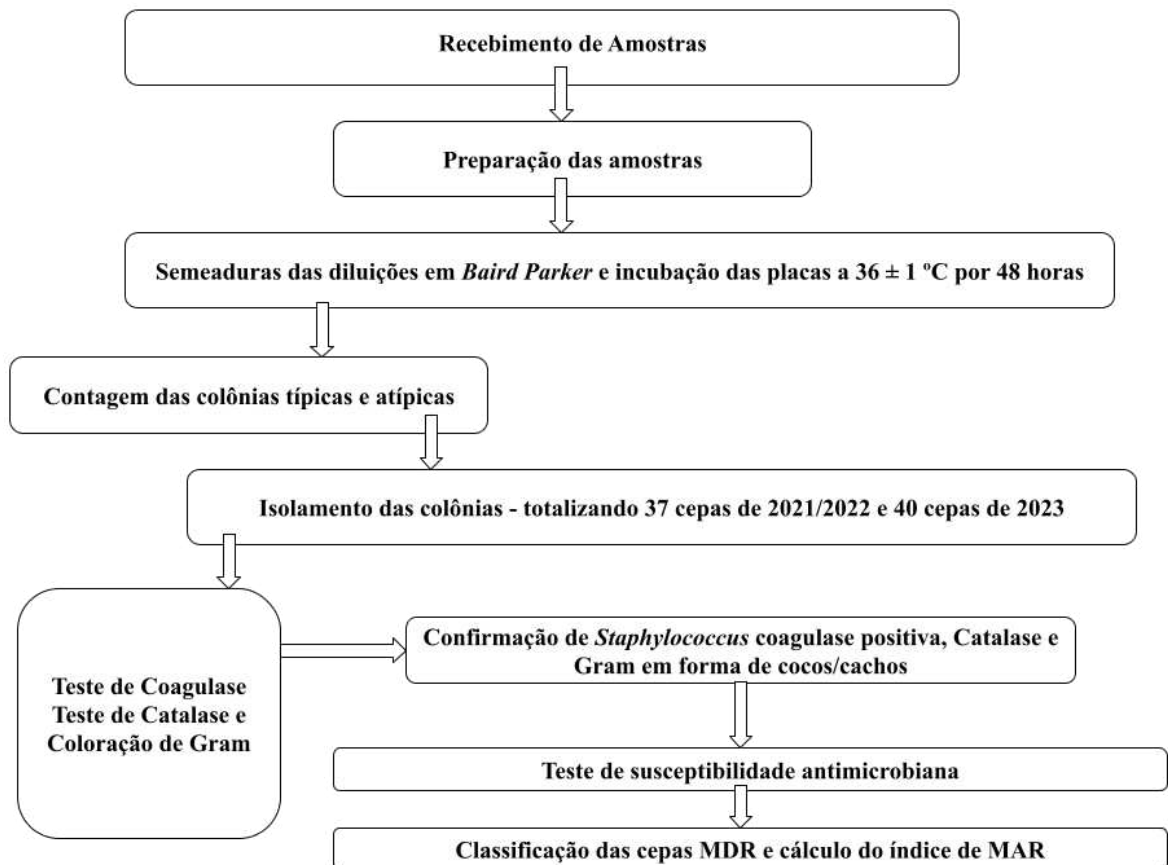 Recebimento de Amostras
Preparação das amostras
Semeaduras das diluições em Baird Parker e incubação das placas a 36 ± 1 ºC por 48 horas
Contagem das colônias típicas e atípicas
Isolamento das colônias - totalizando 37 cepas de 2021/2022 e 40 cepas de 2023
Teste de Coagulase
Teste de Catalase e
Coloração de Gram
Confirmação de Staphylococcus coagulase positiva, Catalase e
Gram em forma de cocos/cachos
Teste de susceptibilidade antimicrobiana
Classificação das cepas MDR e cálculo do índice de MAR